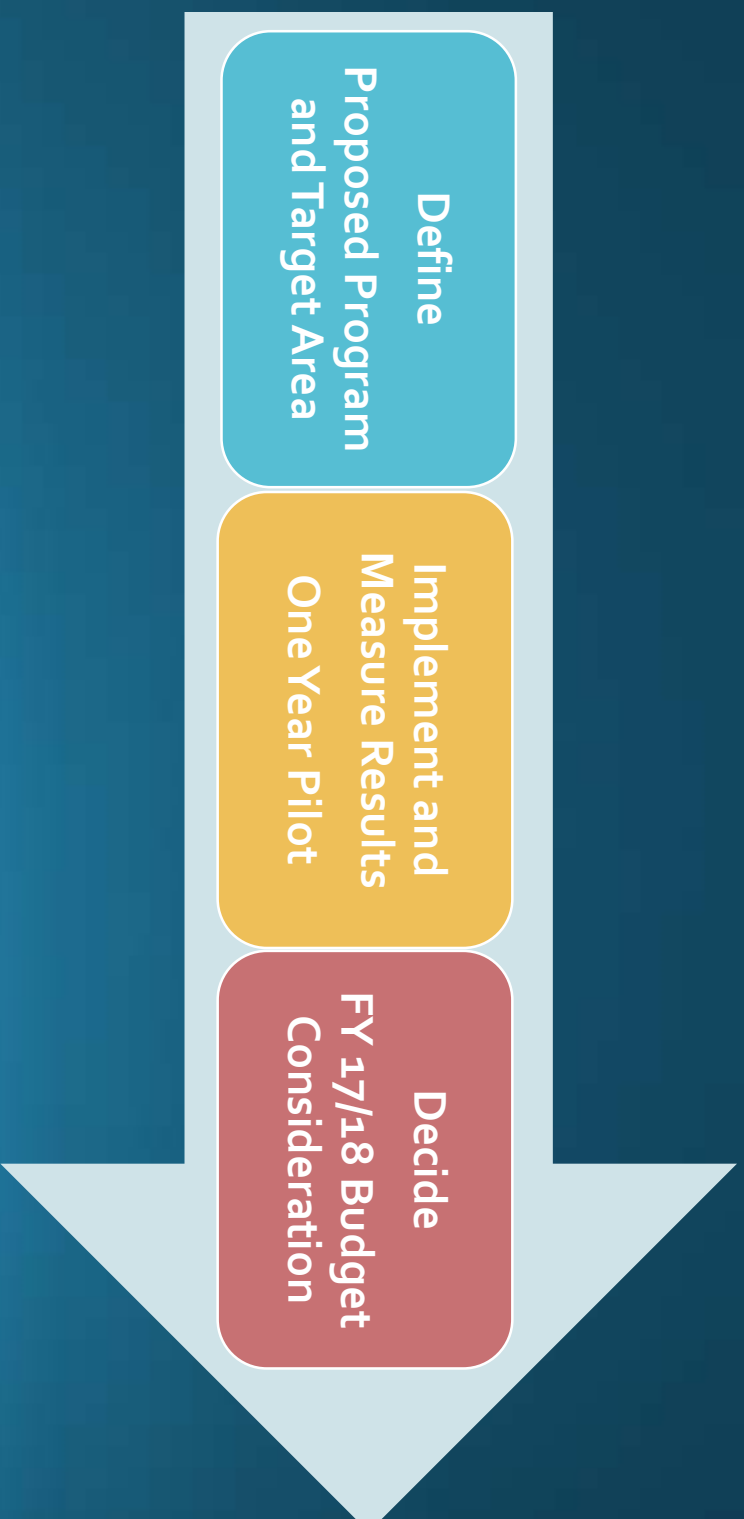 Define
Proposed Program
and Target Area
Implement and
Measure Results
One Year Pilot
Decide
FY 17/18 Budget
Consideration